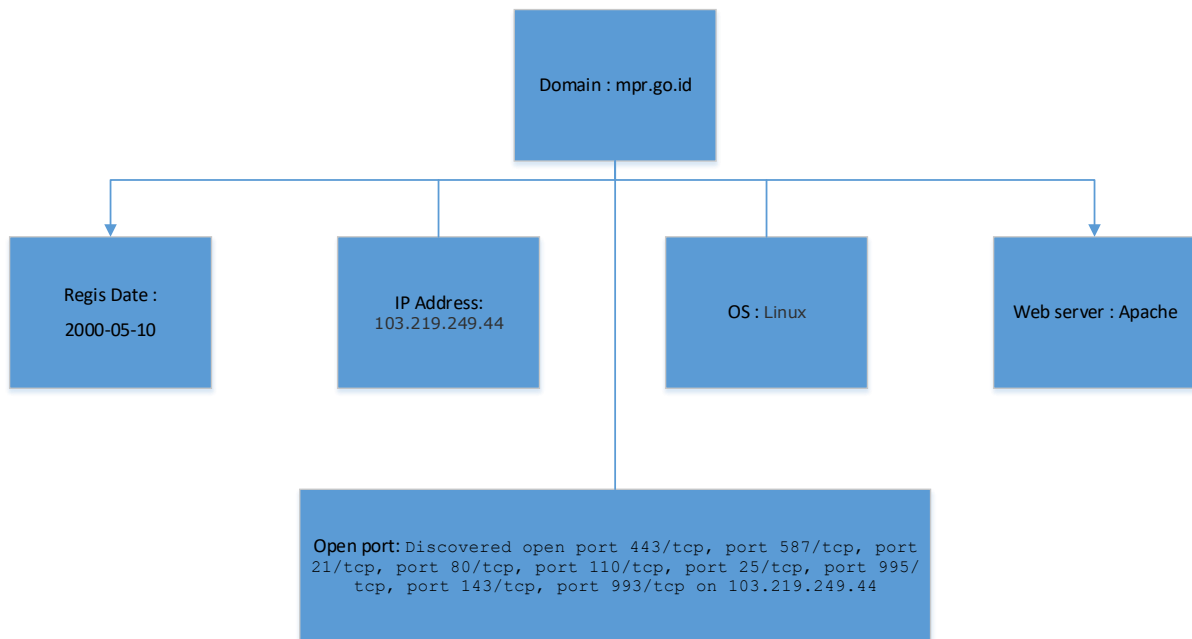 Domain : mpr.go.id
Regis Date :
2000-05-10
IP Address:
103.219.249.44
OS : Linux
Web server : Apache
Open port: Discovered open port 443/tcp, port 587/tcp, port
21/tcp, port 80/tcp, port 110/tcp, port 25/tcp, port 995/
tcp, port 143/tcp, port 993/tcp on 103.219.249.44